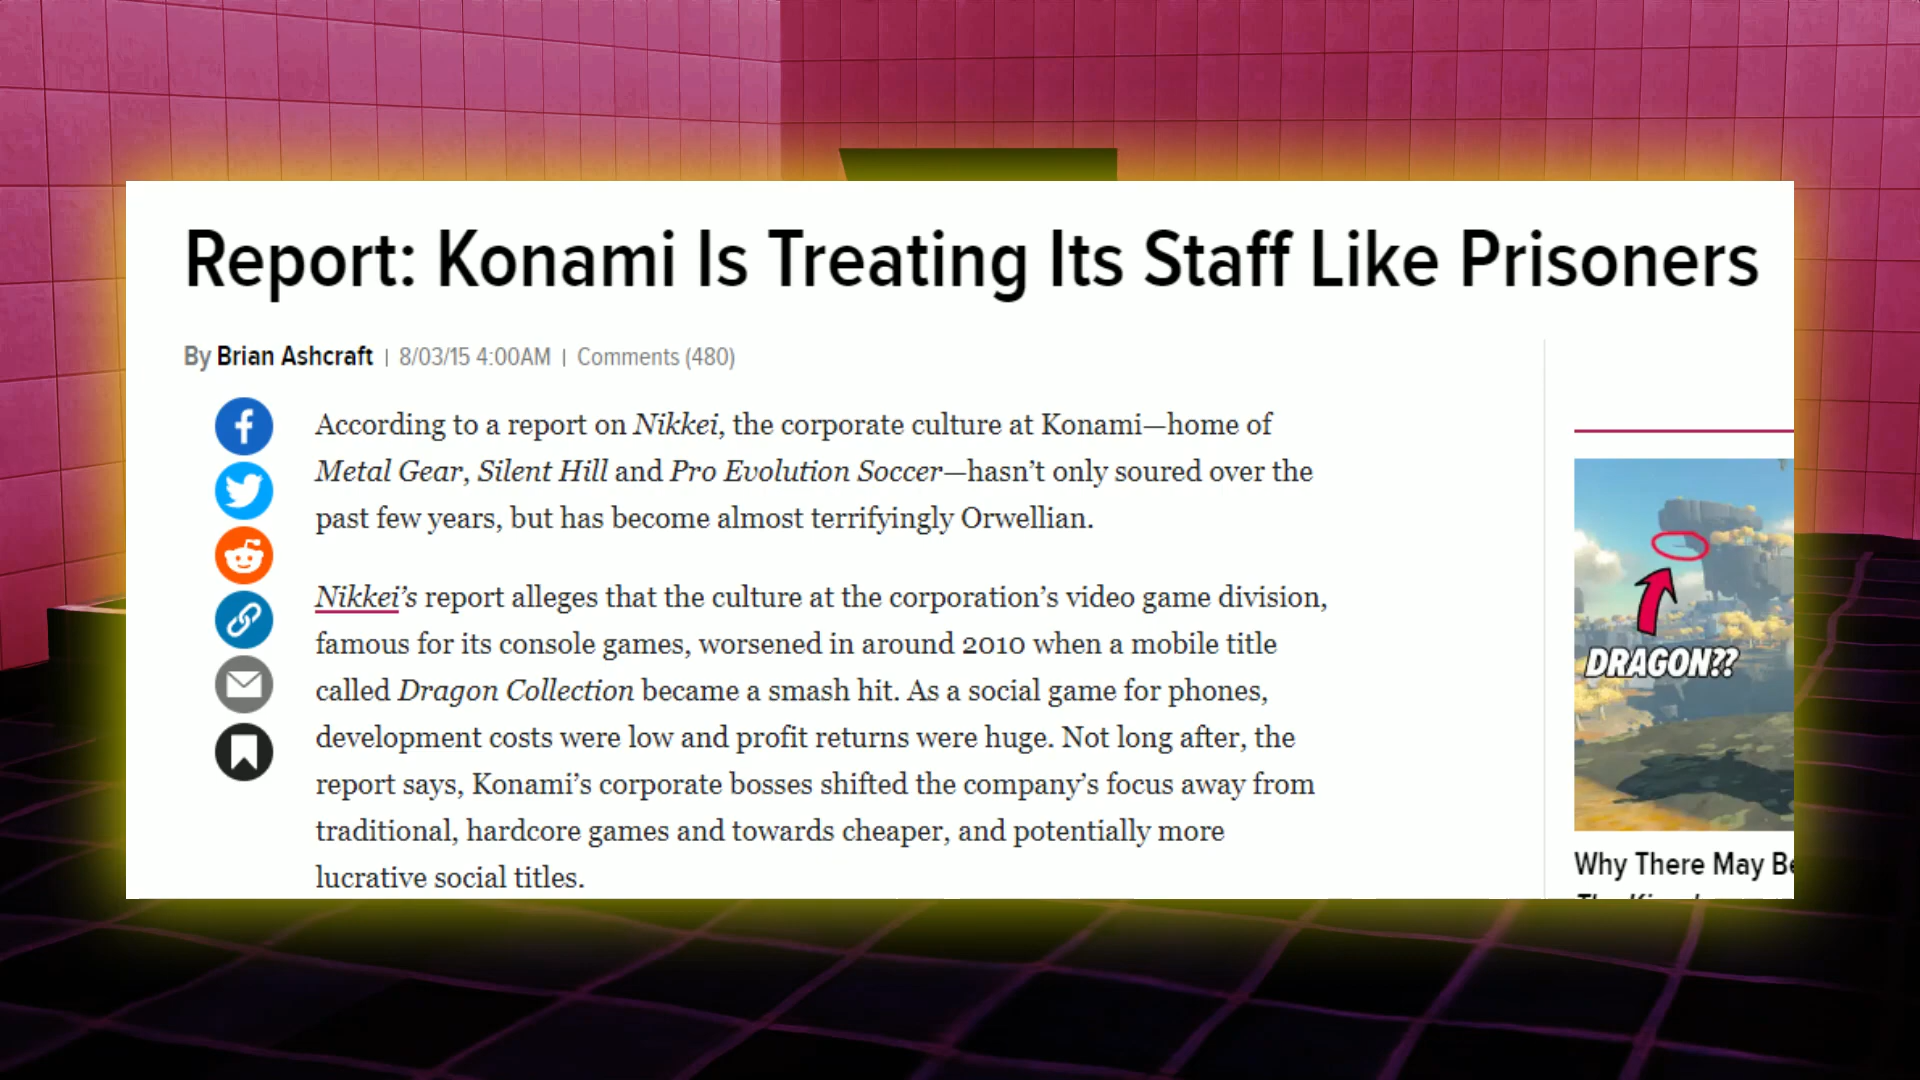 Report: Konami Is Treating Its Staff Like Prisoners
By Brian Ashcraft | 8/03/15 4:00AM | Comments (480)
According to a report on Nikkei, the corporate culture at Konami—home of
Metal Gear, Silent Hill and Pro Evolution Soccer—hasn’t only soured over the
past few years, but has become almost terrifyingly Orwellian.
Nikkei’s report alleges that the culture at the corporation’s video game division,
famous for its console games, worsened in around 2010 when a mobile title
called Dragon Collection became a smash hit. As a social game for phones,
development costs were low and profit returns were huge. Not long after, the
report says, Konami’s corporate bosses shifted the company’s focus away from
traditional, hardcore games and towards cheaper, and potentially more
lucrative social titles.
DRAGON??
Why There May Be